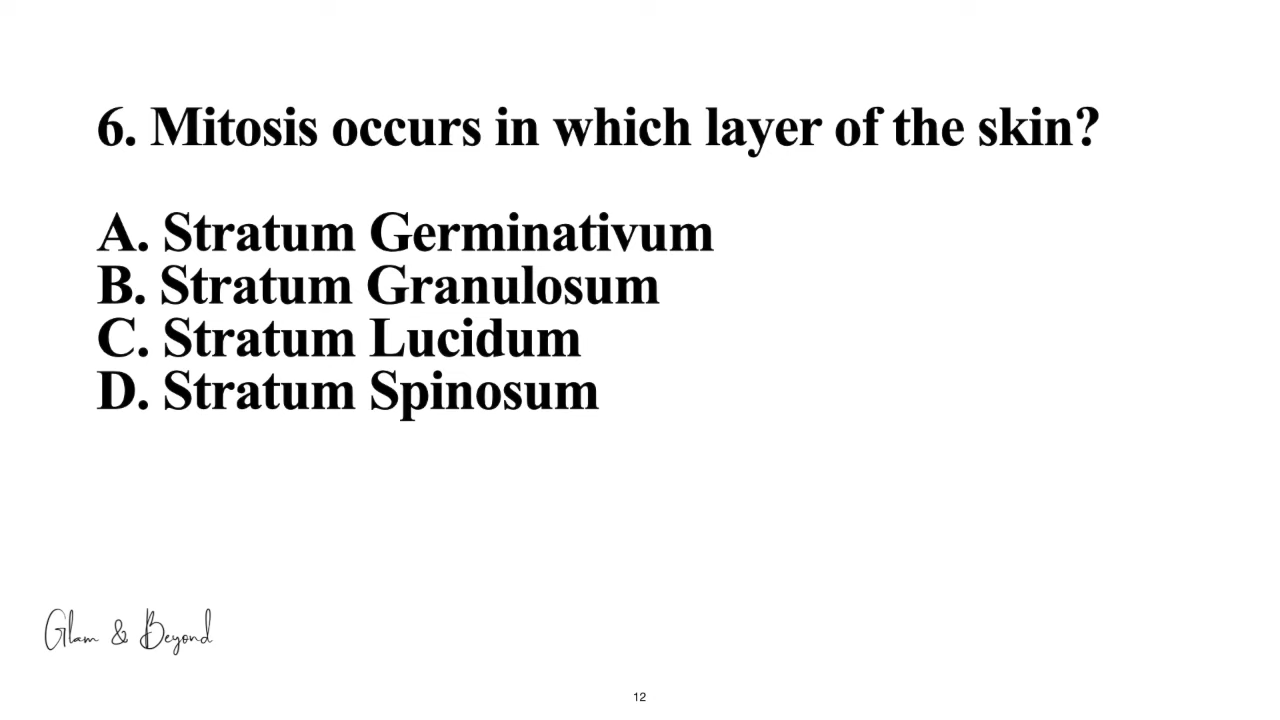 6. Mitosis occurs in which layer of the skin?
A. Stratum Germinativum
B. Stratum Granulosum
C. Stratum Lucidum
D. Stratum Spinosum
Glam & Beyond
12